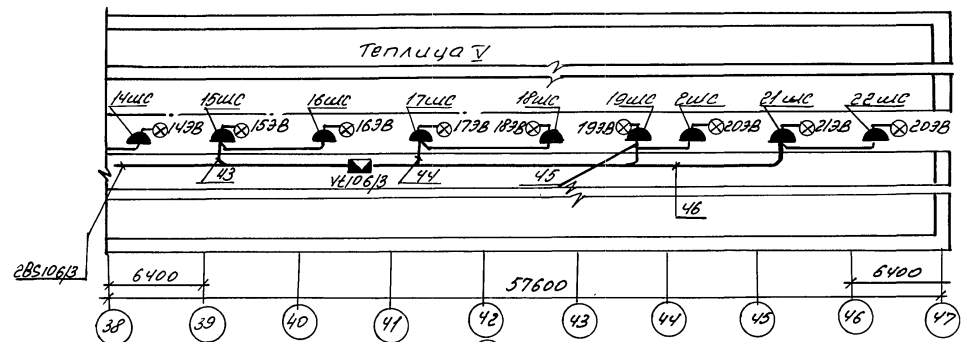 Теплица V
14ШС 15ШС 16ШС 17ШС 18ШС 19ШС 2ШС 21ШС 22ШС
14ЭВ 15ЭВ 16ЭВ 17ЭВ 18ЭВ 19ЭВ 20ЭВ 21ЭВ 20ЭВ
43 Vt106/3 44 45 46
2BS106/3
6400 57600 6400
38 39 40 41 42 43 44 45 46 47